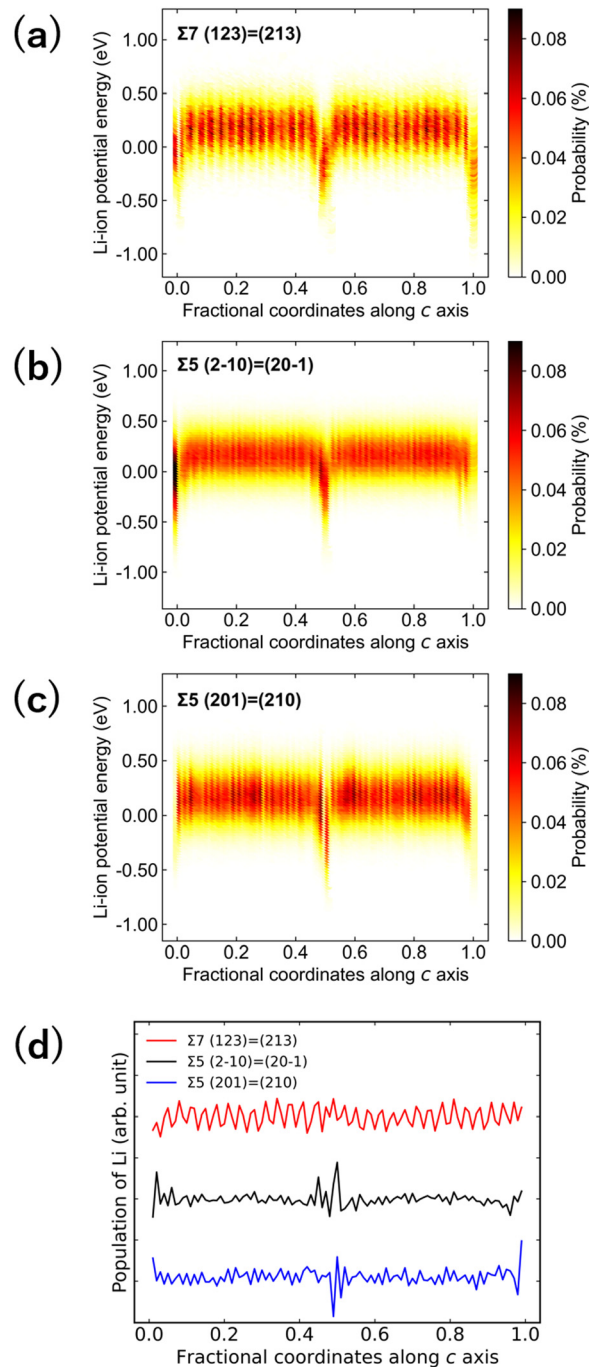 (a)
Σ7 (123)=(213)
Li-ion potential energy (eV)
1.00
0.50
0.00
-0.50
-1.00
0.0 0.2 0.4 0.6 0.8 1.0
Fractional coordinates along c axis
0.08
0.06
0.04
0.02
0.00
Probability (%)
(b)
Σ5 (2-10)=(20-1)
Li-ion potential energy (eV)
1.00
0.50
0.00
-0.50
-1.00
0.0 0.2 0.4 0.6 0.8 1.0
Fractional coordinates along c axis
0.08
0.06
0.04
0.02
0.00
Probability (%)
(c)
Σ5 (201)=(210)
Li-ion potential energy (eV)
1.00
0.50
0.00
-0.50
-1.00
0.0 0.2 0.4 0.6 0.8 1.0
Fractional coordinates along c axis
0.08
0.06
0.04
0.02
0.00
Probability (%)
(d)
Σ7 (123)=(213)
Σ5 (2-10)=(20-1)
Σ5 (201)=(210)
Population of Li (arb. unit)
0.0 0.2 0.4 0.6 0.8 1.0
Fractional coordinates along c axis